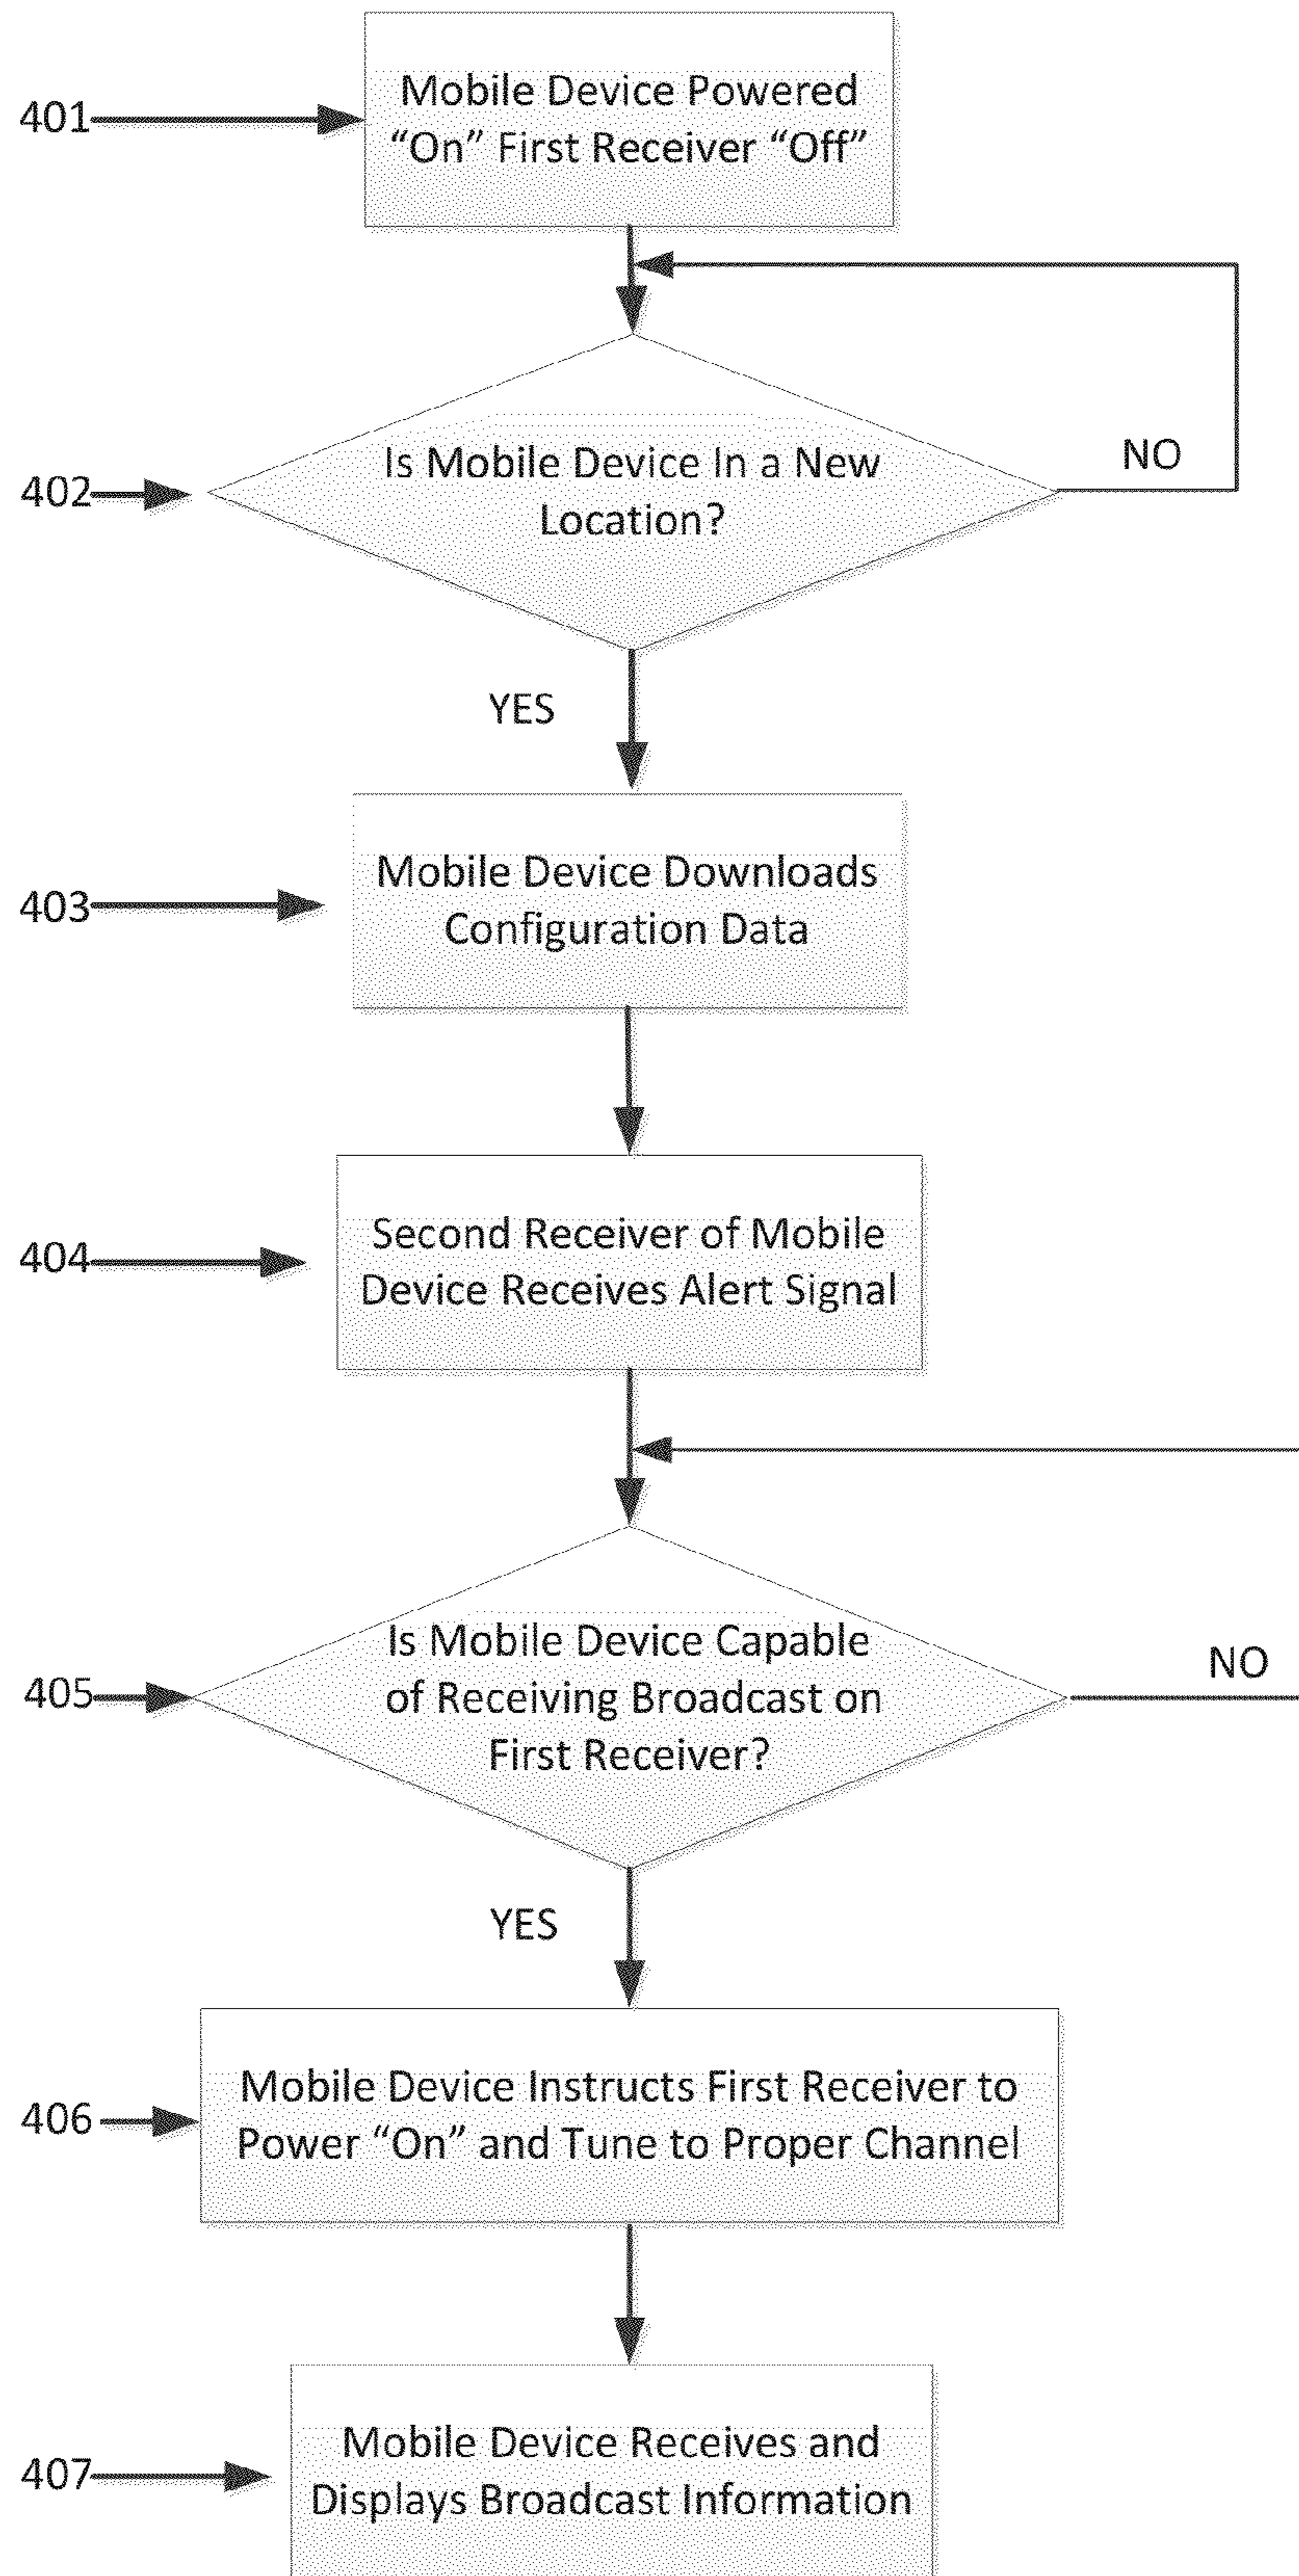 401
Mobile Device Powered
“On” First Receiver “Off”
402
Is Mobile Device In a New
Location?
NO
YES
403
Mobile Device Downloads
Configuration Data
404
Second Receiver of Mobile
Device Receives Alert Signal
405
Is Mobile Device Capable
of Receiving Broadcast on
First Receiver?
NO
YES
406
Mobile Device Instructs First Receiver to
Power “On” and Tune to Proper Channel
407
Mobile Device Receives and
Displays Broadcast Information